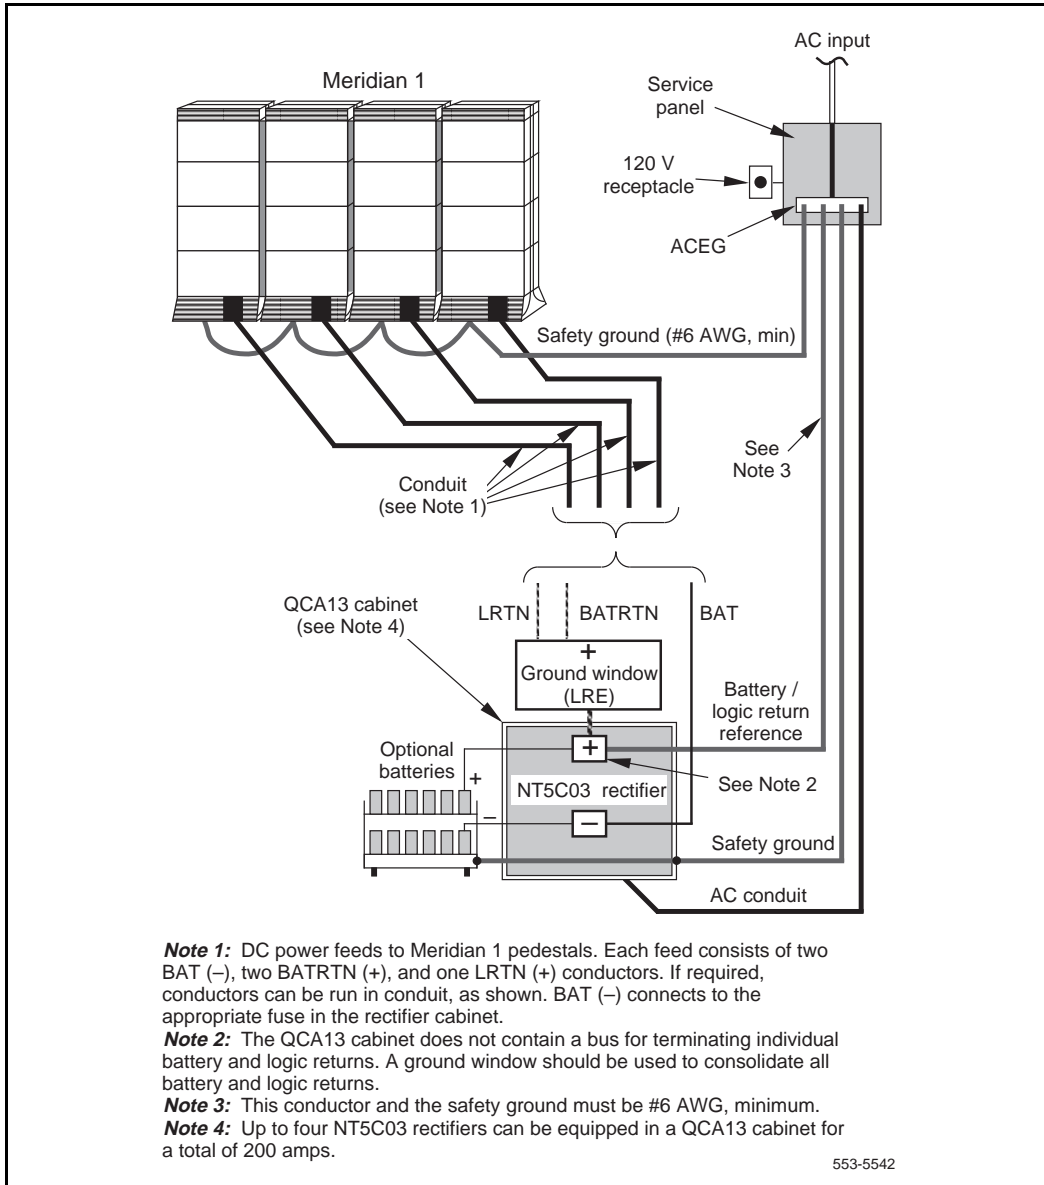 AC input
Meridian 1
Service
panel
120 V
receptacle
ACEG
Safety ground (#6 AWG, min)
See
Note 3
Conduit
(see Note 1)
QCA13 cabinet
(see Note 4)
LRTN
BATRTN
BAT
+
Ground window
(LRE)
Battery /
logic return
reference
Optional
batteries
+
+
See Note 2
NT5C03 rectifier
–
–
Safety ground
AC conduit
Note 1: DC power feeds to Meridian 1 pedestals. Each feed consists of two
BAT (–), two BATRTN (+), and one LRTN (+) conductors. If required,
conductors can be run in conduit, as shown. BAT (–) connects to the
appropriate fuse in the rectifier cabinet.
Note 2: The QCA13 cabinet does not contain a bus for terminating individual
battery and logic returns. A ground window should be used to consolidate all
battery and logic returns.
Note 3: This conductor and the safety ground must be #6 AWG, minimum.
Note 4: Up to four NT5C03 rectifiers can be equipped in a QCA13 cabinet for
a total of 200 amps.
553-5542